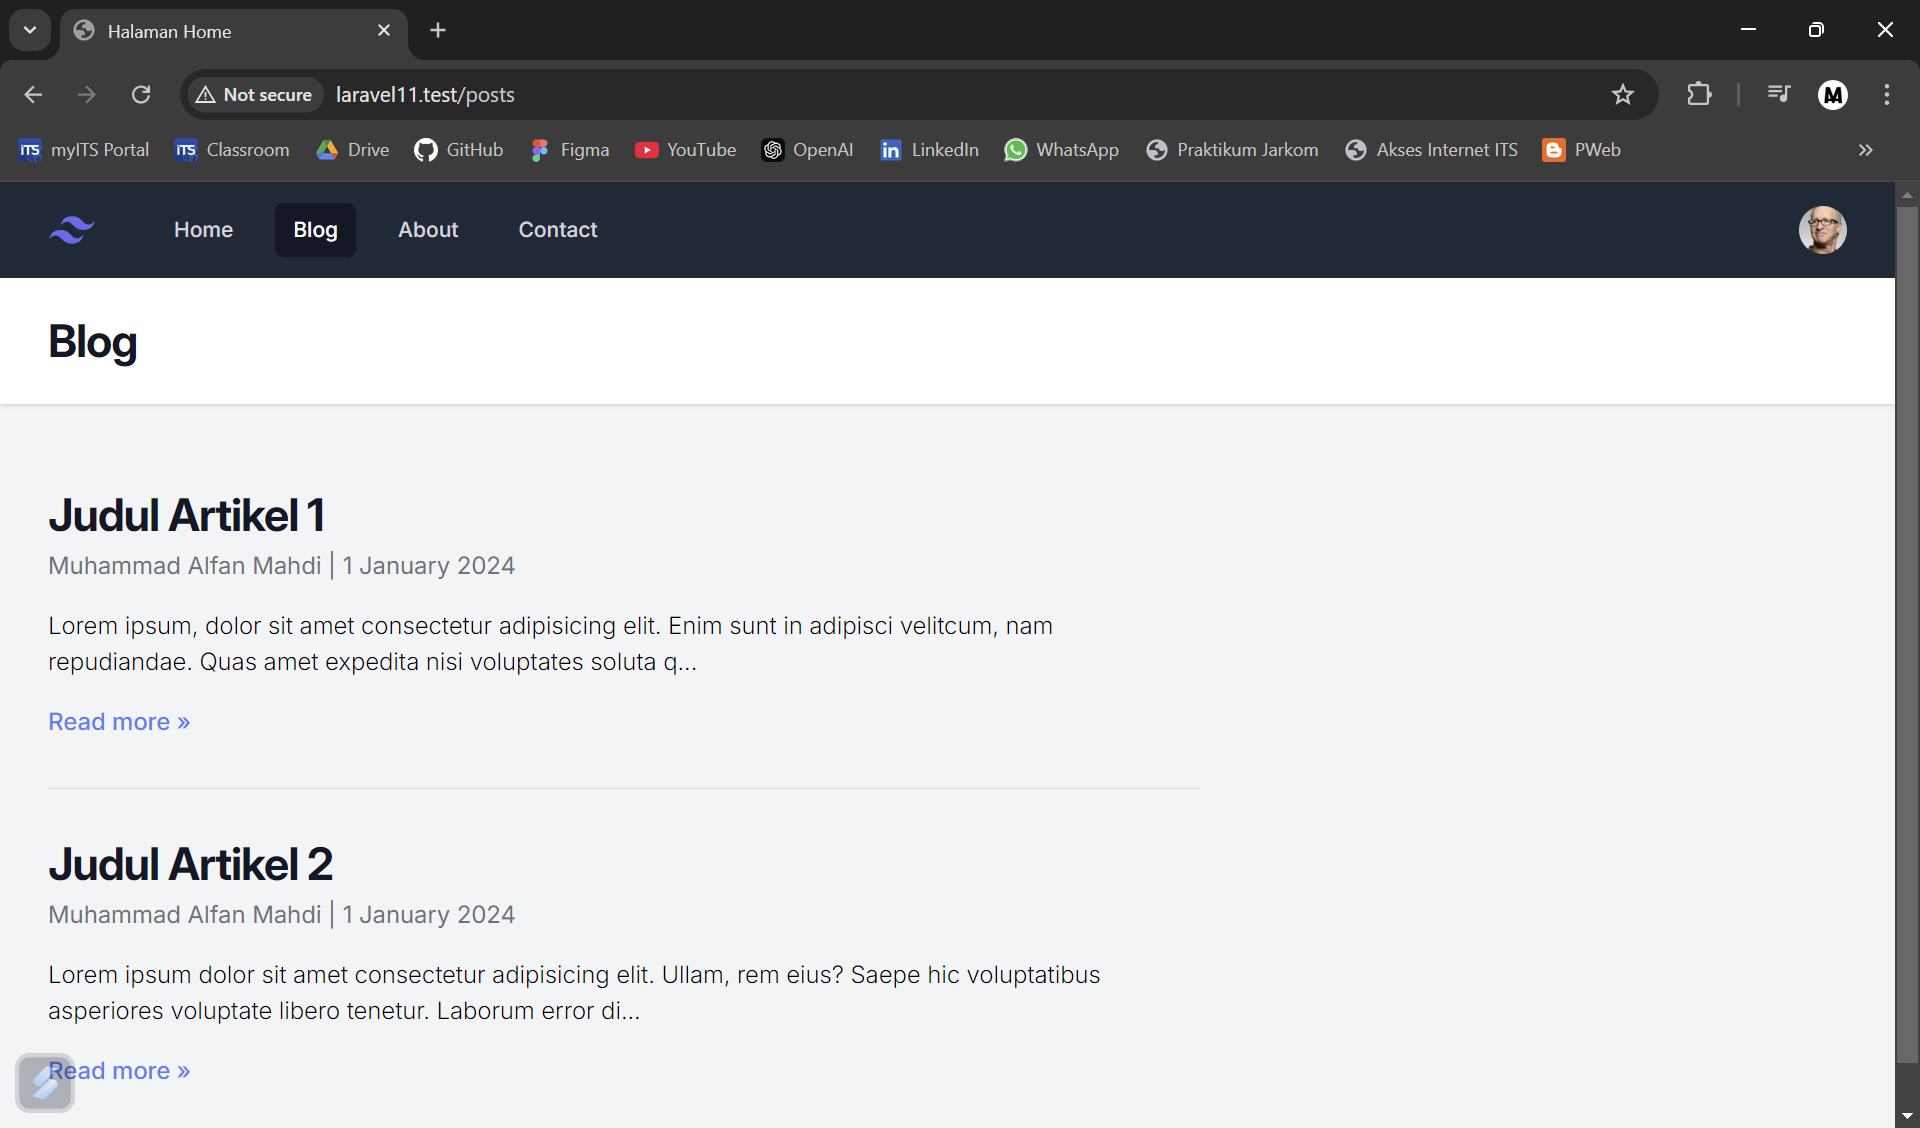 Halaman Home
Not secure laravel11.test/posts
myITS Portal Classroom Drive GitHub Figma YouTube OpenAI LinkedIn WhatsApp Praktikum Jarkom Akses Internet ITS PWeb
Home Blog About Contact
Blog
Judul Artikel 1
Muhammad Alfan Mahdi | 1 January 2024
Lorem ipsum, dolor sit amet consectetur adipisicing elit. Enim sunt in adipisci velitcum, nam
repudiandae. Quas amet expedita nisi voluptates soluta q...
Read more »
Judul Artikel 2
Muhammad Alfan Mahdi | 1 January 2024
Lorem ipsum dolor sit amet consectetur adipisicing elit. Ullam, rem eius? Saepe hic voluptatibus
asperiores voluptate libero tenetur. Laborum error di...
Read more »